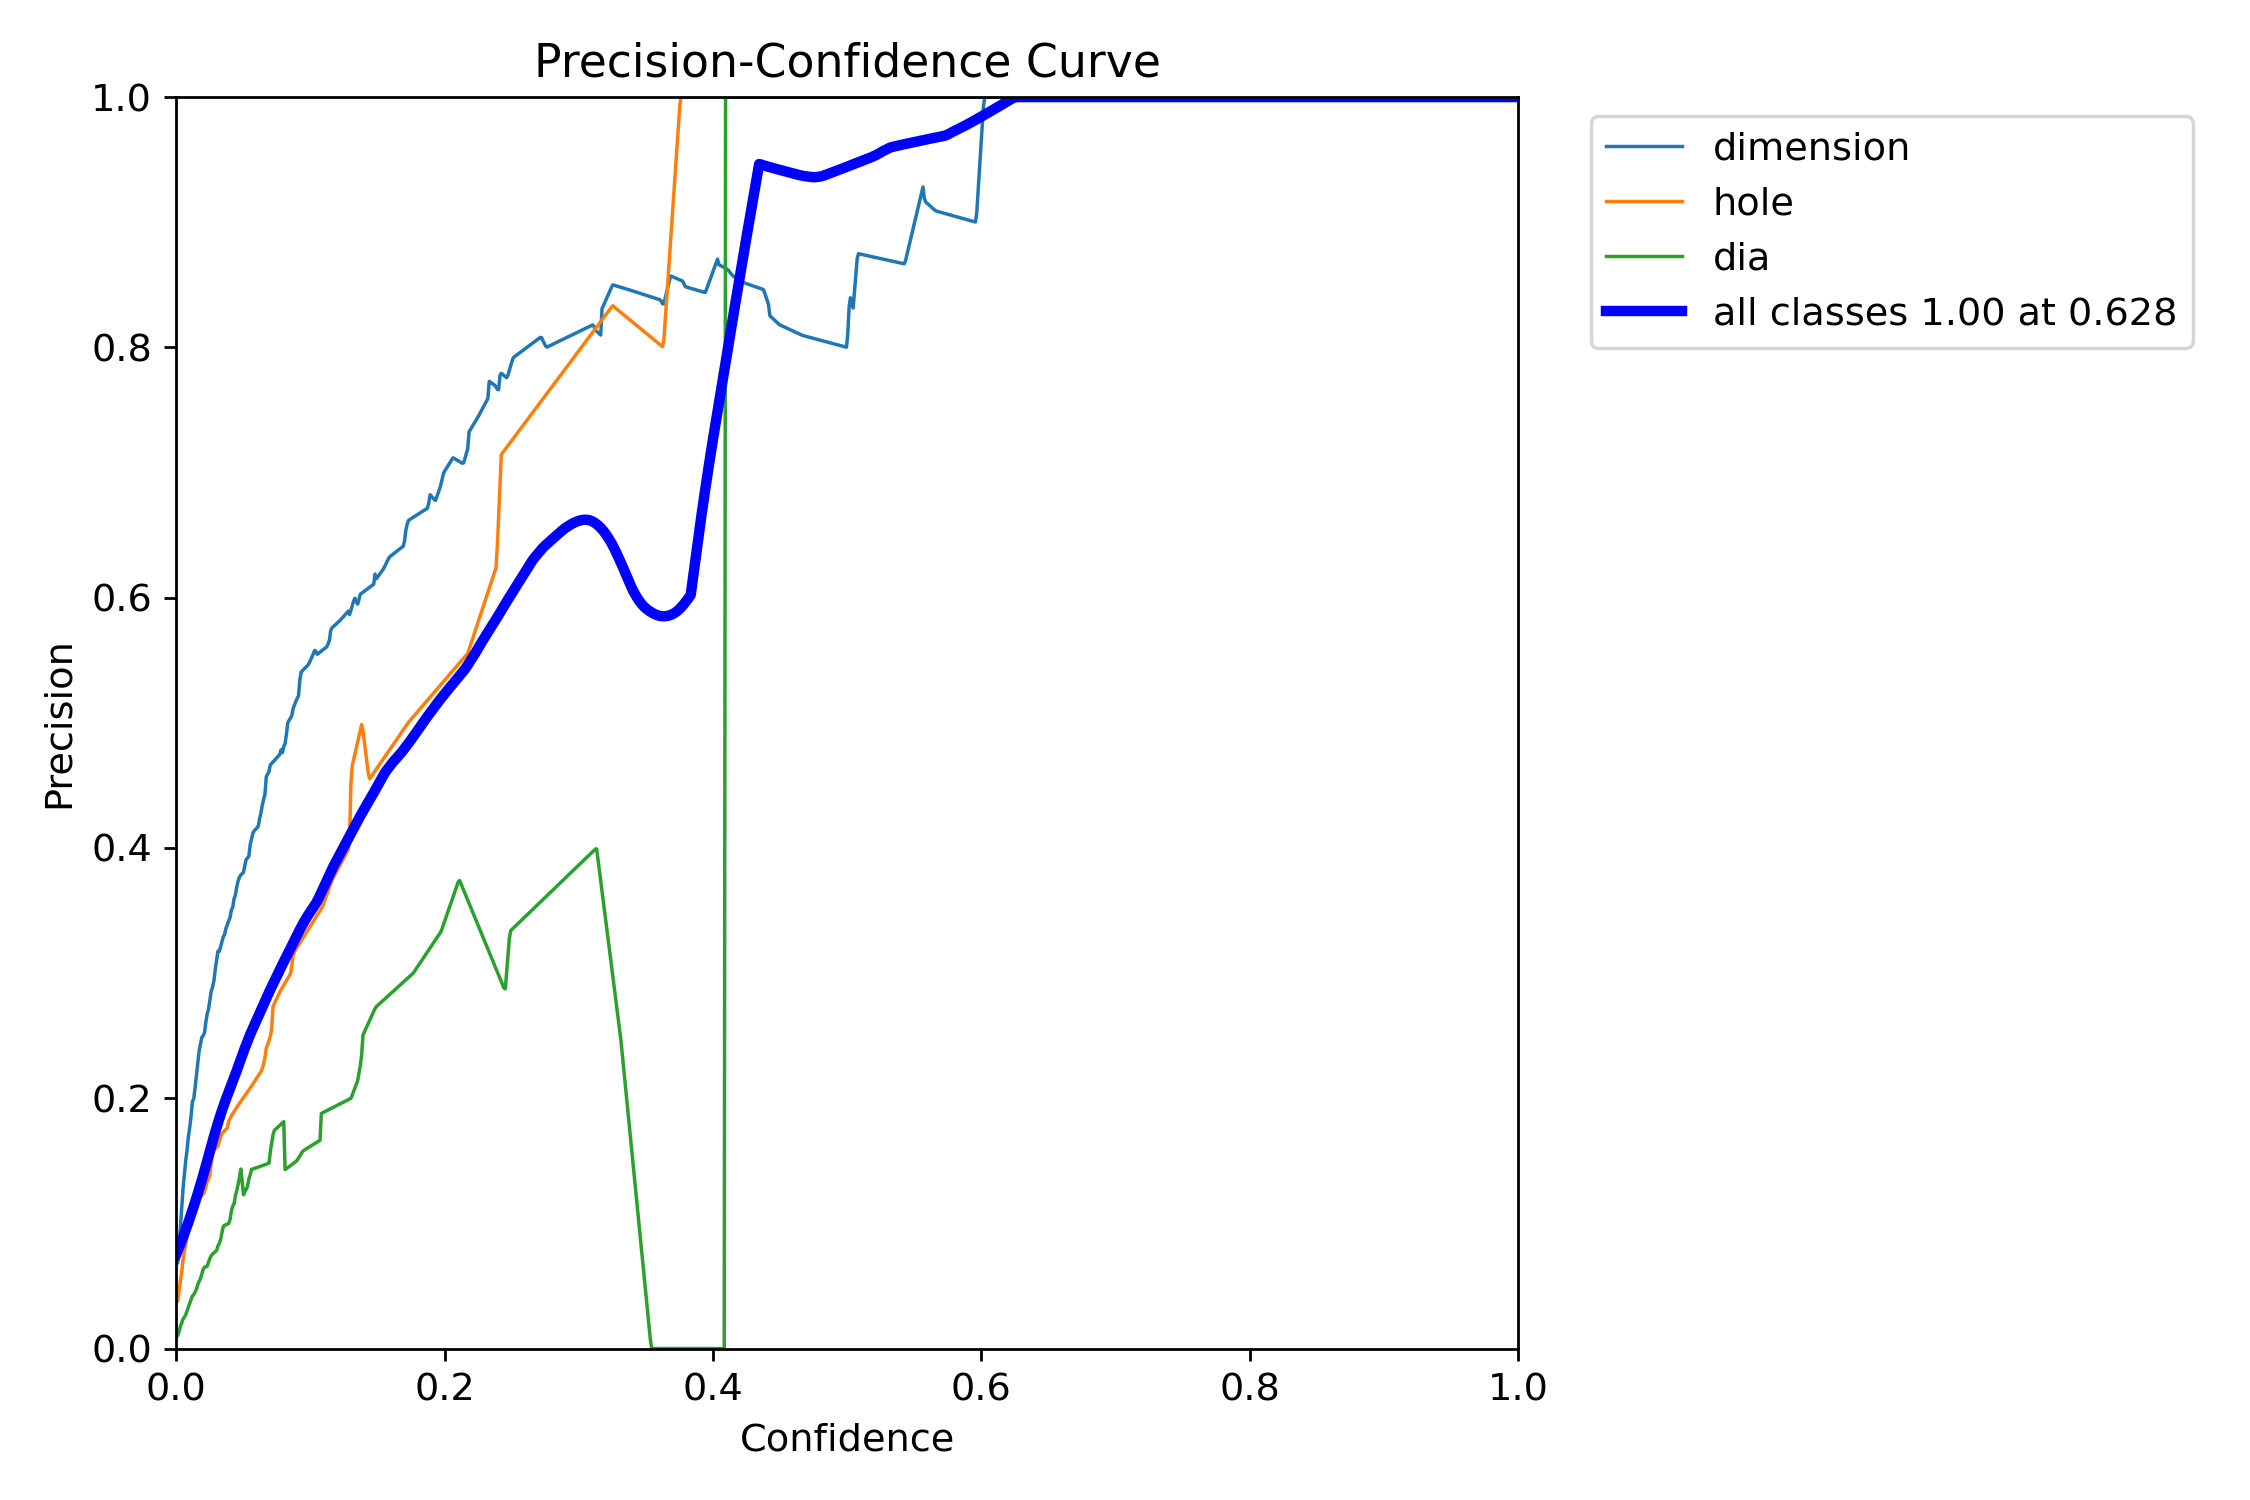 Precision-Confidence Curve
1.0
0.8
0.6
0.4
0.2
0.0
Precision
0.0 0.2 0.4 0.6 0.8 1.0
Confidence
dimension
hole
dia
all classes 1.00 at 0.628